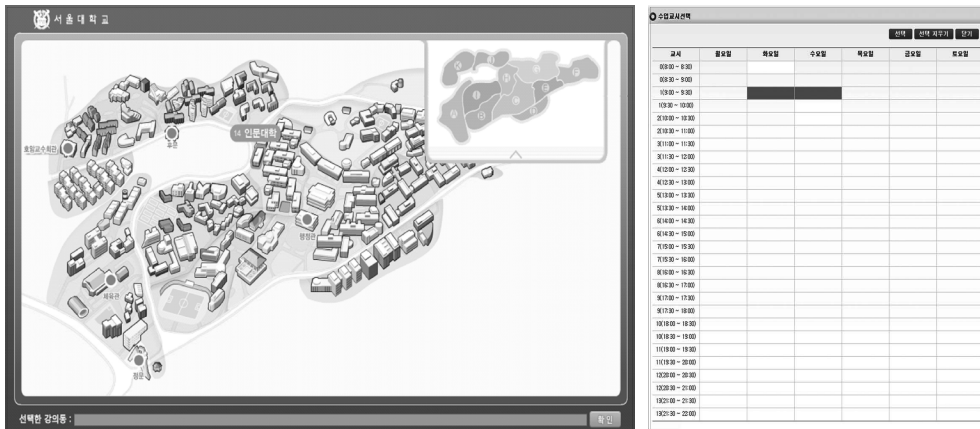 서울대학교
14 인문대학
후문
호암교수회관
행정관
체육관
정문
K
J
H
G
F
I
E
C
A
B
D
선택한 강의동 :
확인
수업교시선택
선택 선택 지우기 닫기
교시 월요일 화요일 수요일 목요일 금요일 토요일
0(8:00 ~ 8:30)
0(8:30 ~ 9:00)
1(9:00 ~ 9:30)
1(9:30 ~ 10:00)
2(10:00 ~ 10:30)
2(10:30 ~ 11:00)
3(11:00 ~ 11:30)
3(11:30 ~ 12:00)
4(12:00 ~ 12:30)
4(12:30 ~ 13:00)
5(13:00 ~ 13:30)
5(13:30 ~ 14:00)
6(14:00 ~ 14:30)
6(14:30 ~ 15:00)
7(15:00 ~ 15:30)
7(15:30 ~ 16:00)
8(16:00 ~ 16:30)
8(16:30 ~ 17:00)
9(17:00 ~ 17:30)
9(17:30 ~ 18:00)
10(18:00 ~ 18:30)
10(18:30 ~ 19:00)
11(19:00 ~ 19:30)
11(19:30 ~ 20:00)
12(20:00 ~ 20:30)
12(20:30 ~ 21:00)
13(21:00 ~ 21:30)
13(21:30 ~ 22:00)